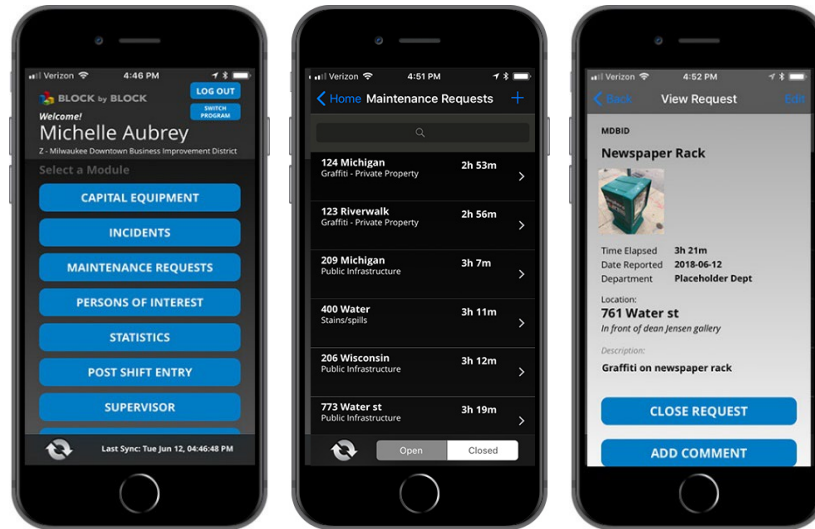 Verizon
4:46 PM
BLOCK by BLOCK
LOG OUT
SWITCH
PROGRAM
Welcome!
Michelle Aubrey
Z - Milwaukee Downtown Business Improvement District
Select a Module
CAPITAL EQUIPMENT
INCIDENTS
MAINTENANCE REQUESTS
PERSONS OF INTEREST
STATISTICS
POST SHIFT ENTRY
SUPERVISOR
Last Sync: Tue Jun 12, 04:46:48 PM
Verizon
4:51 PM
Home Maintenance Requests +
124 Michigan 2h 53m
Graffiti - Private Property
123 Riverwalk 2h 56m
Graffiti - Private Property
209 Michigan 3h 7m
Public Infrastructure
400 Water 3h 11m
Stains/spills
206 Wisconsin 3h 12m
Public Infrastructure
773 Water st 3h 19m
Public Infrastructure
Open Closed
Verizon
4:52 PM
Back View Request Edit
MDBID
Newspaper Rack
Time Elapsed 3h 21m
Date Reported 2018-06-12
Department Placeholder Dept
Location:
761 Water st
In front of dean Jensen gallery
Description:
Graffiti on newspaper rack
CLOSE REQUEST
ADD COMMENT